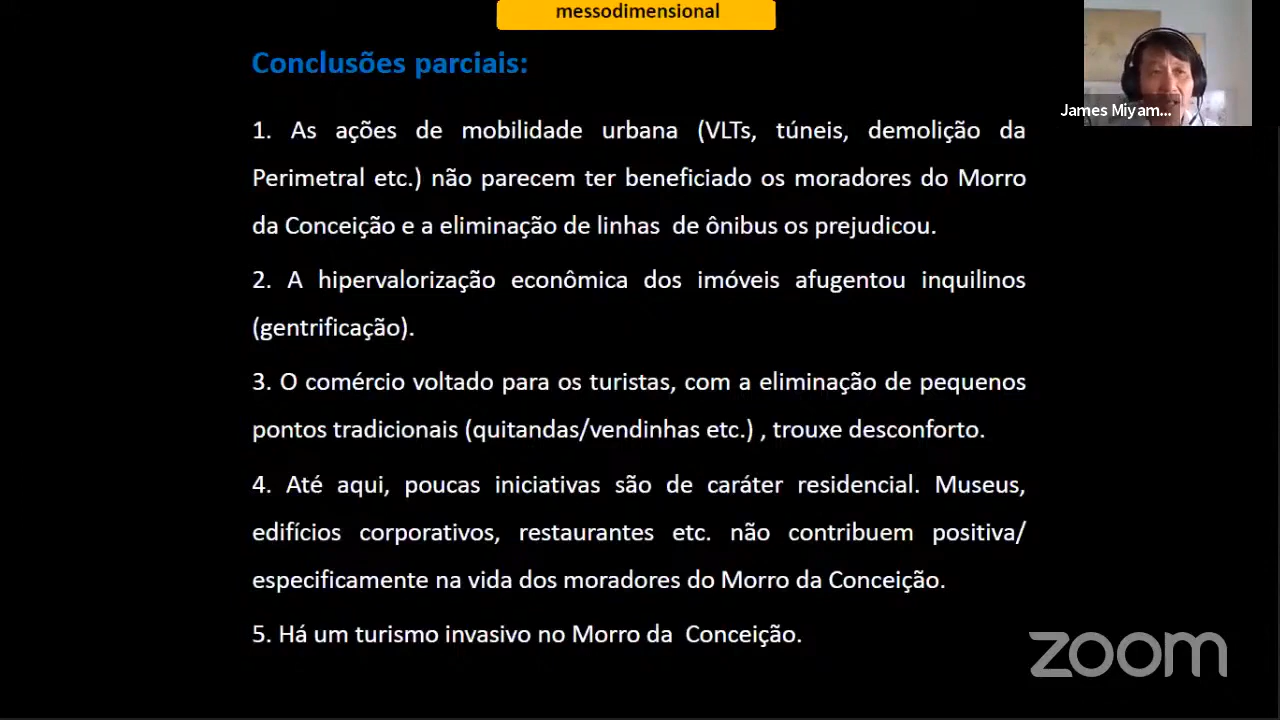 messodimensional
Conclusões parciais:
James Miyam...
1. As ações de mobilidade urbana (VLTs, túneis, demolição da
Perimetral etc.) não parecem ter beneficiado os moradores do Morro
da Conceição e a eliminação de linhas de ônibus os prejudicou.
2. A hipervalorização econômica dos imóveis afugentou inquilinos
(gentrificação).
3. O comércio voltado para os turistas, com a eliminação de pequenos
pontos tradicionais (quitandas/vendinhas etc.) , trouxe desconforto.
4. Até aqui, poucas iniciativas são de caráter residencial. Museus,
edifícios corporativos, restaurantes etc. não contribuem positiva/
especificamente na vida dos moradores do Morro da Conceição.
5. Há um turismo invasivo no Morro da Conceição.
zoom